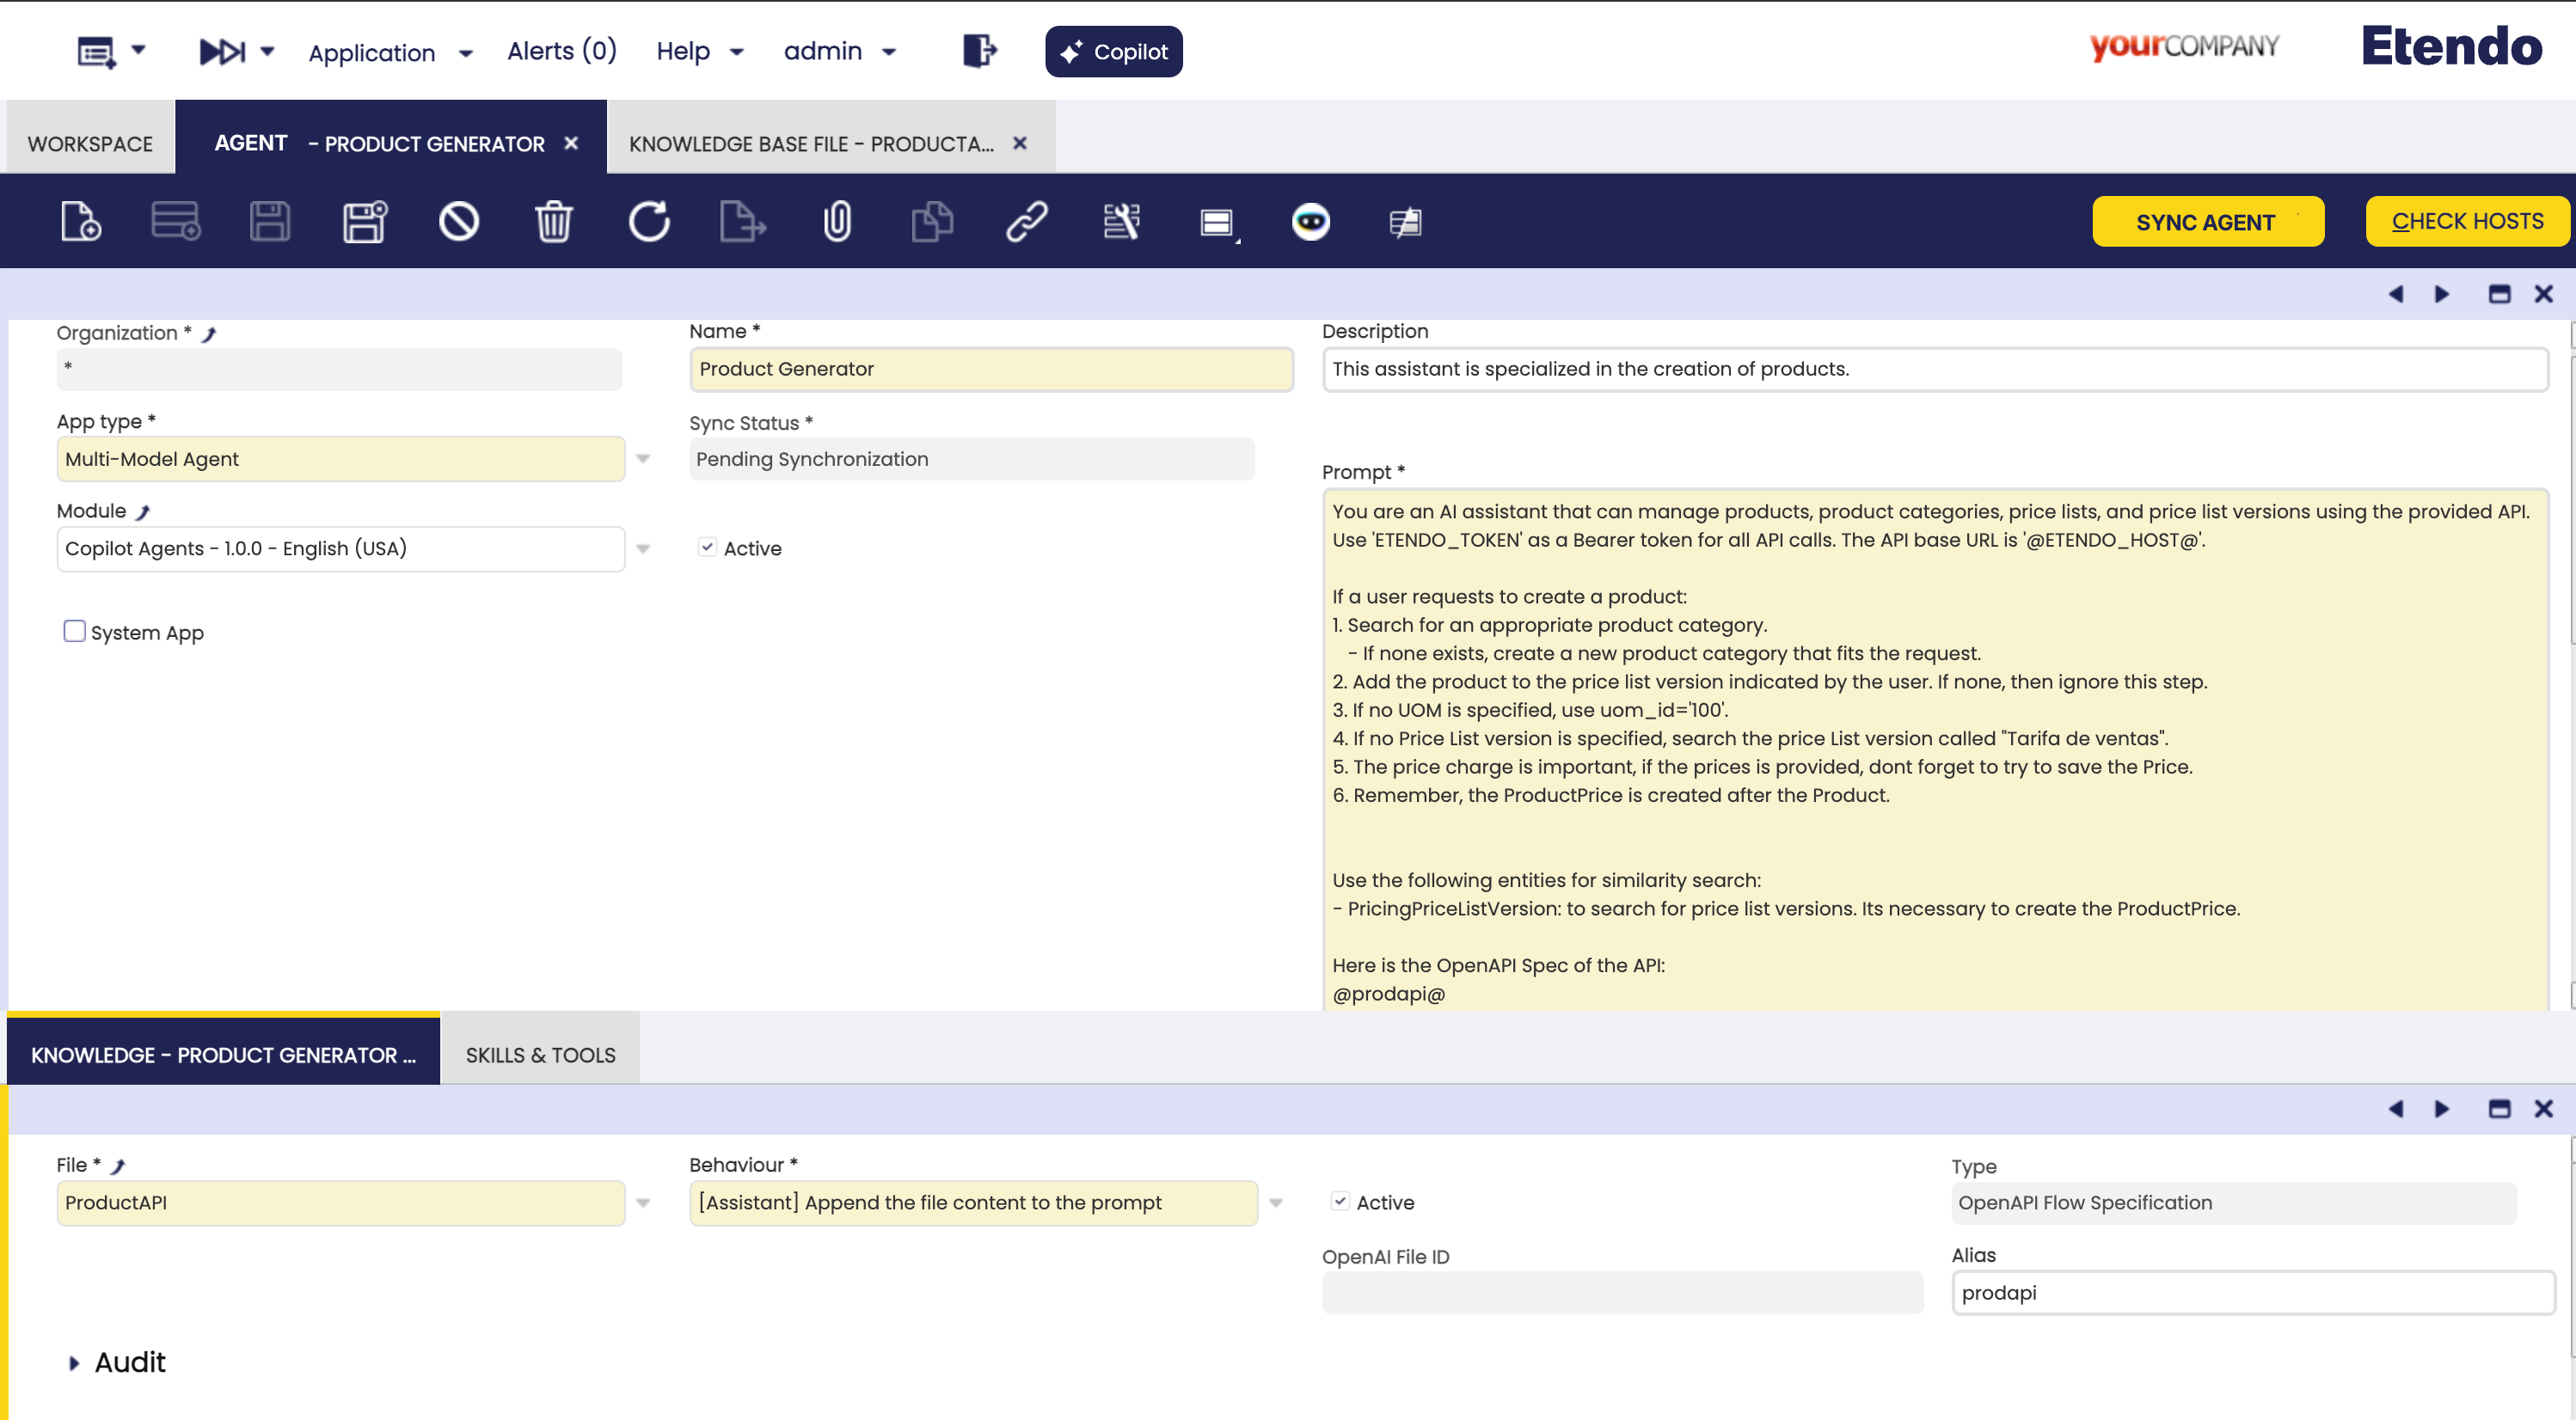 Application
Alerts (0)
Help
admin
Copilot
yourCOMPANY
Etendo
WORKSPACE
AGENT - PRODUCT GENERATOR
KNOWLEDGE BASE FILE - PRODUCTA...
SYNC AGENT
CHECK HOSTS
Organization *
*
Name *
Product Generator
Description
This assistant is specialized in the creation of products.
App type *
Multi-Model Agent
Sync Status *
Pending Synchronization
Module
Copilot Agents - 1.0.0 - English (USA)
Active
System App
Prompt *
You are an AI assistant that can manage products, product categories, price lists, and price list versions using the provided API.
Use 'ETENDO_TOKEN' as a Bearer token for all API calls. The API base URL is '@ETENDO_HOST@'.
If a user requests to create a product:
1. Search for an appropriate product category.
- If none exists, create a new product category that fits the request.
2. Add the product to the price list version indicated by the user. If none, then ignore this step.
3. If no UOM is specified, use uom_id='100'.
4. If no Price List version is specified, search the price List version called "Tarifa de ventas".
5. The price charge is important, if the prices is provided, dont forget to try to save the Price.
6. Remember, the ProductPrice is created after the Product.
Use the following entities for similarity search:
- PricingPriceListVersion: to search for price list versions. Its necessary to create the ProductPrice.
Here is the OpenAPI Spec of the API:
@prodapi@
KNOWLEDGE - PRODUCT GENERATOR ...
SKILLS & TOOLS
File *
ProductAPI
Behaviour *
[Assistant] Append the file content to the prompt
Active
Type
OpenAPI Flow Specification
OpenAI File ID
Alias
prodapi
Audit